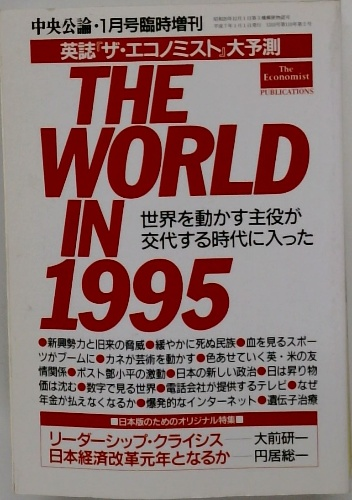 中央公論・1月号臨時増刊
英誌『ザ・エコノミスト』大予測
The
Economist
PUBLICATIONS
THE
WORLD
IN
1995
世界を動かす主役が
交代する時代に入った
●新興勢力と旧来の脅威●緩やかに死ぬ民族●血を見るスポー
ツがブームに●カネが芸術を動かす●色あせていく英・米の友
情関係●ポスト鄧小平の激動●日本の新しい政治●日は昇り物
価は沈む●数字で見る世界●電話会社が提供するテレビ●なぜ
年金が払えなくなるか●爆発的なインターネット●遺伝子治療
■日本版のためのオリジナル特集■
リーダーシップ・クライシス 大前研一
日本経済改革元年となるか 円居総一